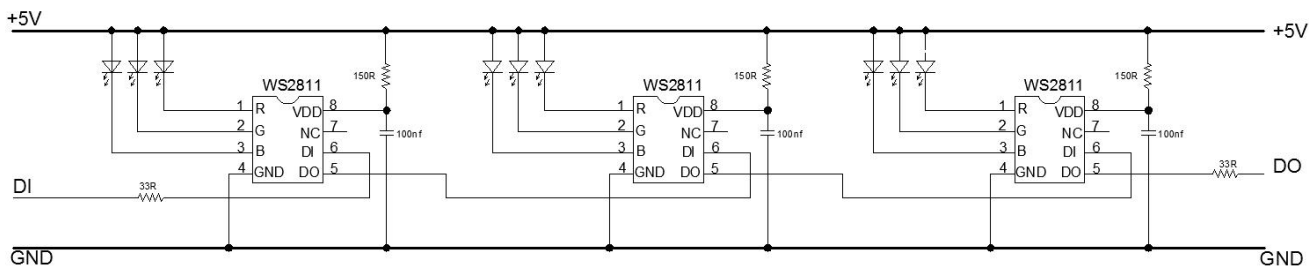 +5V +5V
150R 150R 150R
WS2811 WS2811 WS2811
1 R VDD 8 1 R VDD 8 1 R VDD 8
2 G NC 7 100nf 2 G NC 7 100nf 2 G NC 7 100nf
3 B DI 6 3 B DI 6 3 B DI 6
4 GND DO 5 4 GND DO 5 4 GND DO 5 33R DO
DI 33R
GND GND